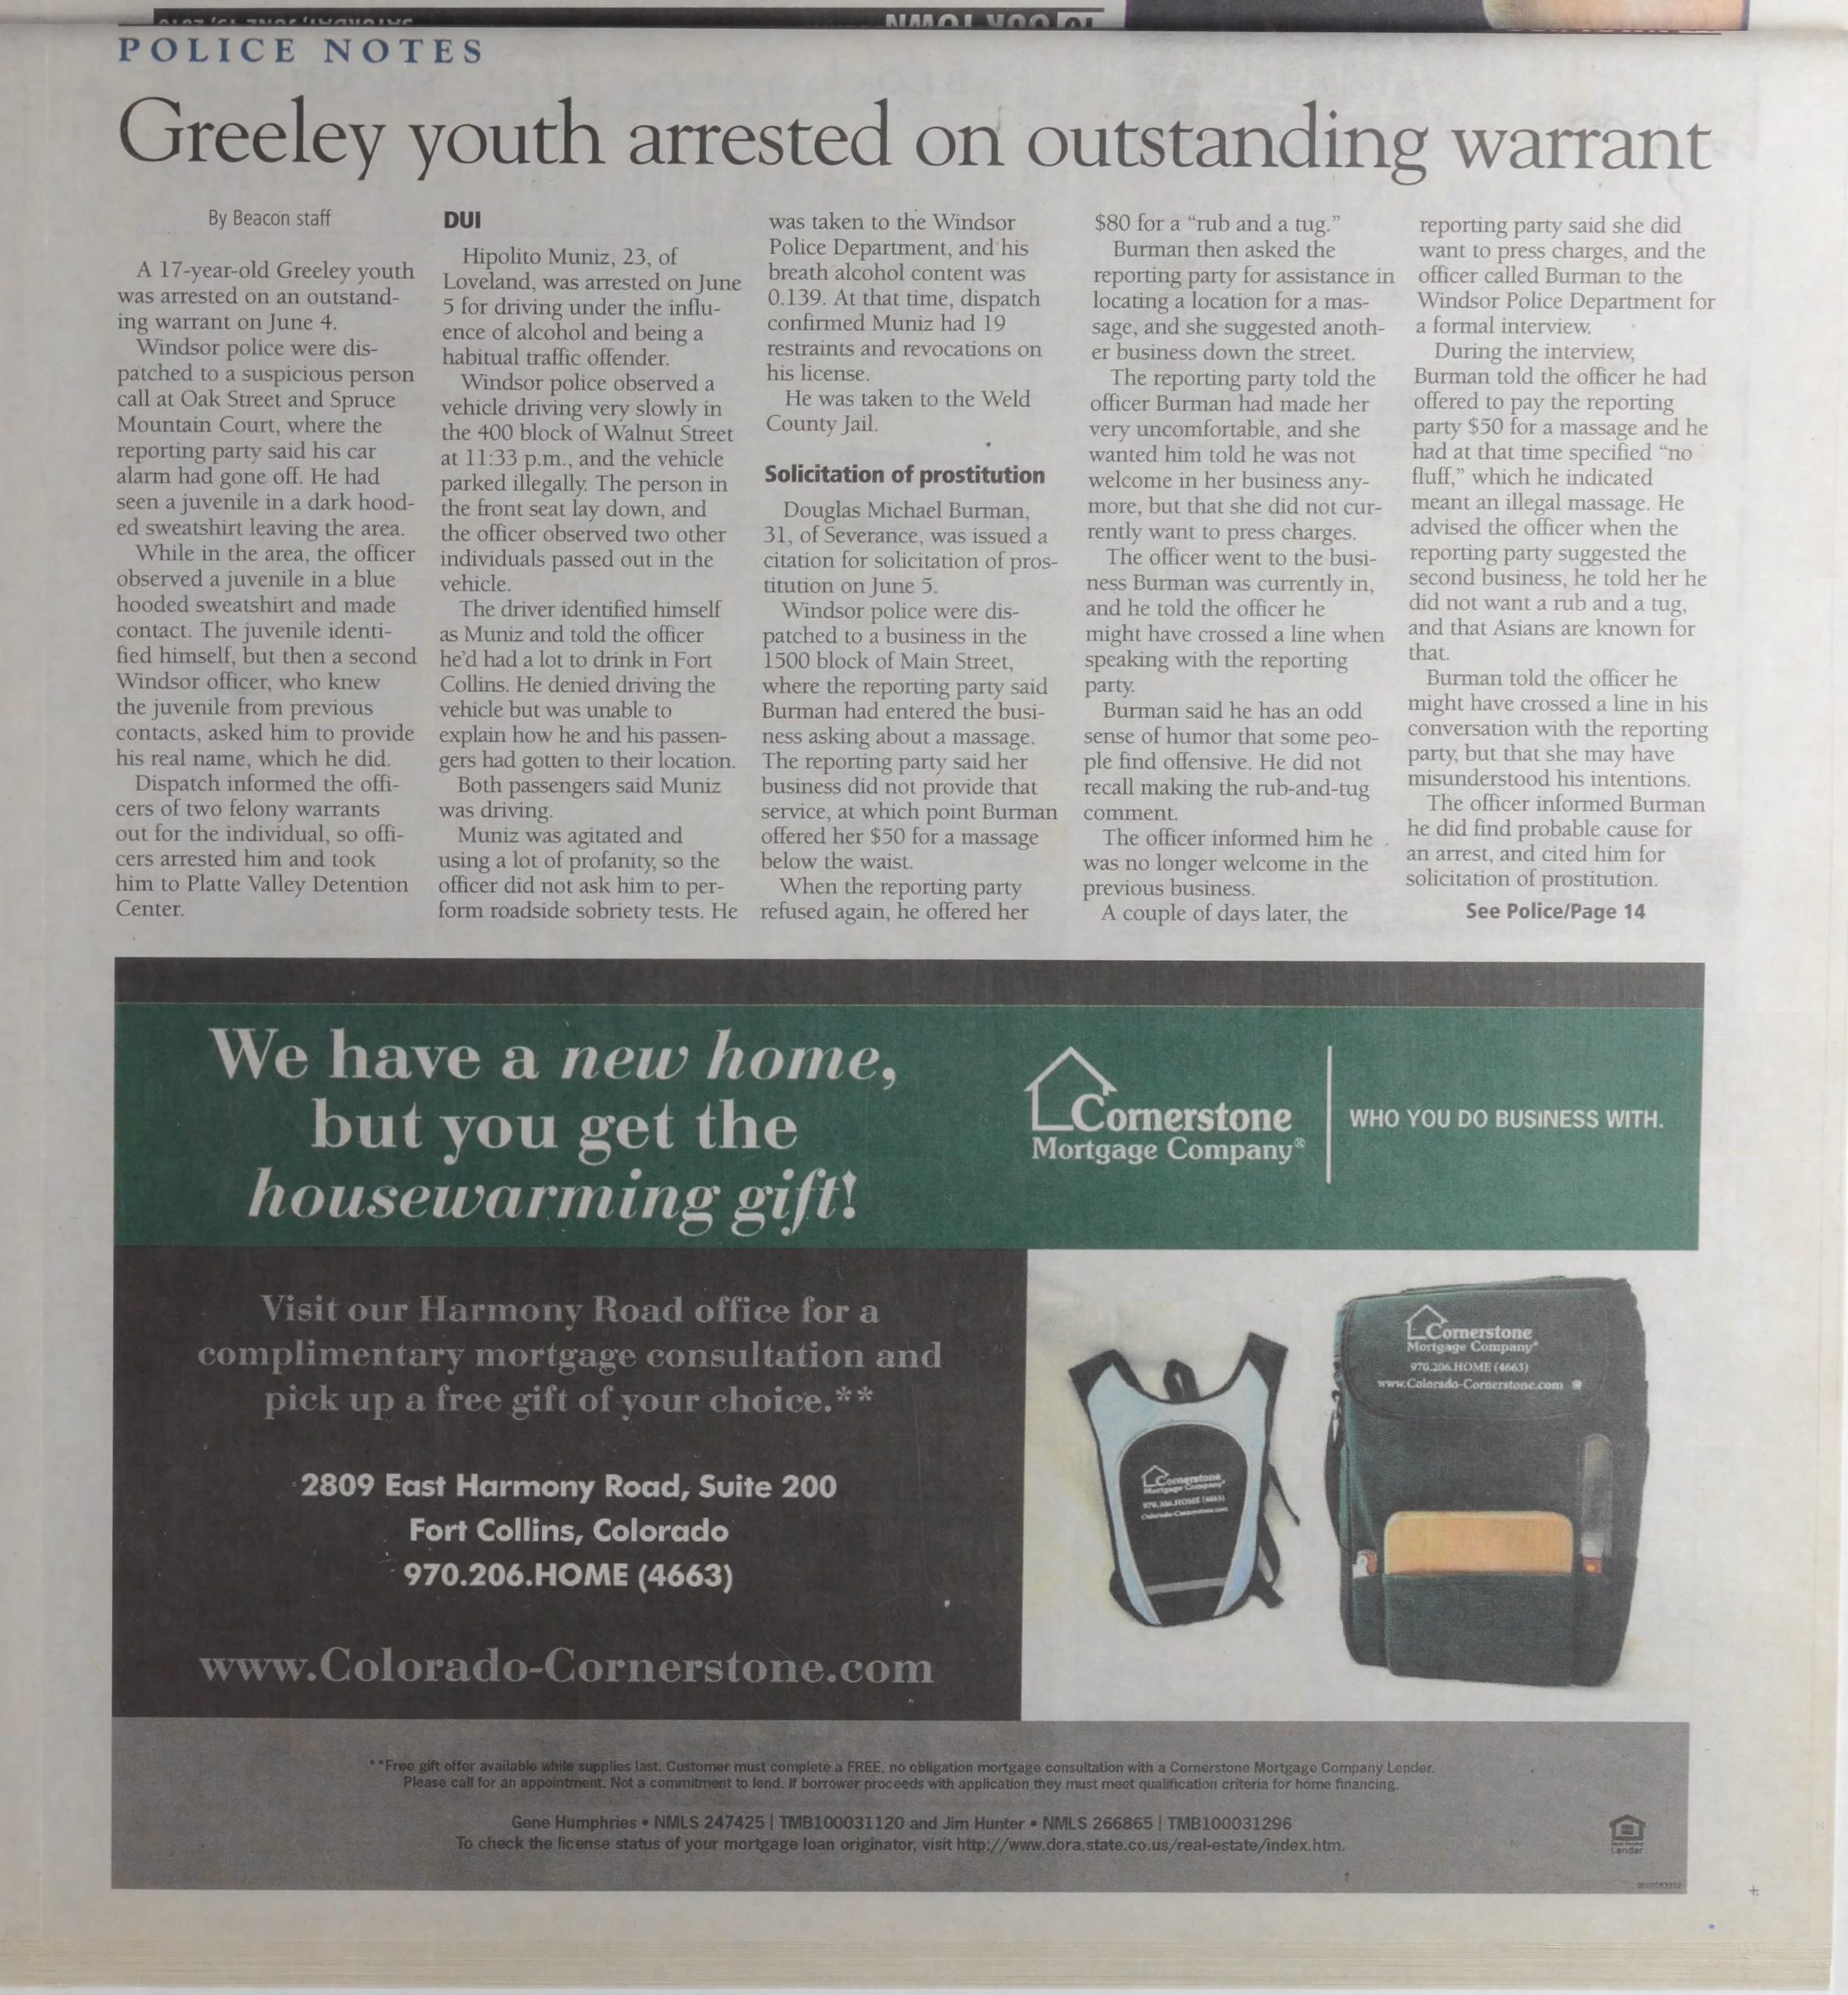 POLICE NOTES
Greeley youth arrested on outstanding warrant
By Beacon staff
A 17-year-old Greeley youth
was arrested on an outstand-
ing warrant on June 4.
Windsor police were dis-
patched to a suspicious person
call at Oak Street and Spruce
Mountain Court, where the
reporting party said his car
alarm had gone off. He had
seen a juvenile in a dark hood-
ed sweatshirt leaving the area.
While in the area, the officer
observed a juvenile in a blue
hooded sweatshirt and made
contact. The juvenile identi-
fied himself, but then a second
Windsor officer, who knew
the juvenile from previous
contacts, asked him to provide
his real name, which he did.
Dispatch informed the offi-
cers of two felony warrants
out for the individual, so offi-
cers arrested him and took
him to Platte Valley Detention
Center.
DUI
Hipolito Muniz, 23, of
Loveland, was arrested on June
5 for driving under the influ-
ence of alcohol and being a
habitual traffic offender.
Windsor police observed a
vehicle driving very slowly in
the 400 block of Walnut Street
at 11:33 p.m., and the vehicle
parked illegally. The person in
the front seat lay down, and
the officer observed two other
individuals passed out in the
vehicle.
The driver identified himself
as Muniz and told the officer
he'd had a lot to drink in Fort
Collins. He denied driving the
vehicle but was unable to
explain how he and his passen-
gers had gotten to their location.
Both passengers said Muniz
was driving.
Muniz was agitated and
using a lot of profanity, so the
officer did not ask him to per-
form roadside sobriety tests. He
was taken to the Windsor
Police Department, and his
breath alcohol content was
0.139. At that time, dispatch
confirmed Muniz had 19
restraints and revocations on
his license.
He was taken to the Weld
County Jail.
Solicitation of prostitution
Douglas Michael Burman,
31, of Severance, was issued a
citation for solicitation of pros-
titution on June 5.
Windsor police were dis-
patched to a business in the
1500 block of Main Street,
where the reporting party said
Burman had entered the busi-
ness asking about a massage.
The reporting party said her
business did not provide that
service, at which point Burman
offered her $50 for a massage
below the waist.
When the reporting party
refused again, he offered her
$80 for a “rub and a tug.”
Burman then asked the
reporting party for assistance in
locating a location for a mas-
sage, and she suggested anoth-
er business down the street.
The reporting party told the
officer Burman had made her
very uncomfortable, and she
wanted him told he was not
welcome in her business any-
more, but that she did not cur-
rently want to press charges.
The officer went to the busi-
ness Burman was currently in,
and he told the officer he
might have crossed a line when
speaking with the reporting
party.
Burman said he has an odd
sense of humor that some peo-
ple find offensive. He did not
recall making the rub-and-tug
comment.
The officer informed him he
was no longer welcome in the
previous business.
A couple of days later, the
reporting party said she did
want to press charges, and the
officer called Burman to the
Windsor Police Department for
a formal interview.
During the interview,
Burman told the officer he had
offered to pay the reporting
party $50 for a massage and he
had at that time specified “no
fluff,” which he indicated
meant an illegal massage. He
advised the officer when the
reporting party suggested the
second business, he told her he
did not want a rub and a tug,
and that Asians are known for
that.
Burman told the officer he
might have crossed a line in his
conversation with the reporting
party, but that she may have
misunderstood his intentions.
The officer informed Burman
he did find probable cause for
an arrest, and cited him for
solicitation of prostitution.
See Police/Page 14
We have a new home,
but you get the
housewarming gift!
Cornerstone
Mortgage Company®
WHO YOU DO BUSINESS WITH.
Visit our Harmony Road office for a
complimentary mortgage consultation and
pick up a free gift of your choice.**
2809 East Harmony Road, Suite 200
Fort Collins, Colorado
970.206.HOME (4663)
www.Colorado-Cornerstone.com
Cornerstone
Mortgage Company
970.206.HOME (4663)
Colorado-Cornerstone.com
Cornerstone
Mortgage Company®
970.206.HOME (4663)
www.Colorado-Cornerstone.com
**Free gift offer available while supplies last. Customer must complete a FREE, no obligation mortgage consultation with a Cornerstone Mortgage Company Lender.
Please call for an appointment. Not a commitment to lend. If borrower proceeds with application they must meet qualification criteria for home financing.
Gene Humphries • NMLS 247425 | TMB100031120 and Jim Hunter • NMLS 266865 | TMB100031296
To check the license status of your mortgage loan originator, visit http://www.dora.state.co.us/real-estate/index.htm.
Lender